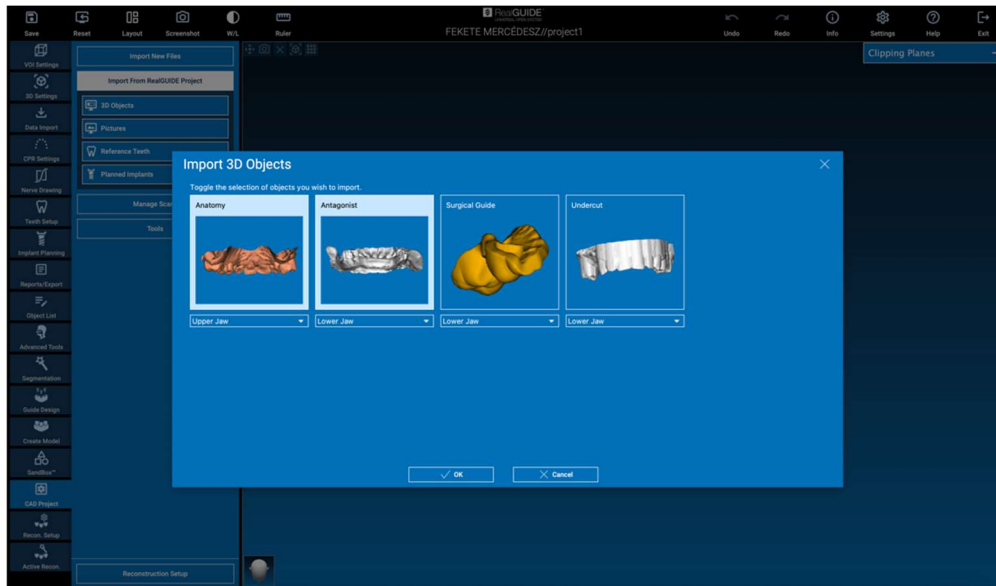 RealGUIDE
Save
Reset
Layout
Screenshot
W/L
Ruler
FEKETE MERCÉDESZ//project1
Undo
Redo
Info
Settings
Help
Exit
VOI Settings
3D Settings
Data Import
CPR Settings
Nerve Drawing
Teeth Setup
Implant Planning
Reports/Export
Object List
Advanced Tools
Segmentation
Guide Design
Create Model
SandBox™
CAD Project
Recon. Setup
Active Recon.
Import New Files
Import From RealGUIDE Project
3D Objects
Pictures
Reference Teeth
Planned Implants
Manage
Tools
Reconstruction Setup
Clipping Planes
Import 3D Objects
Toggle the selection of objects you wish to import.
Anatomy
Antagonist
Surgical Guide
Undercut
Upper Jaw
Lower Jaw
Lower Jaw
Lower Jaw
OK
Cancel